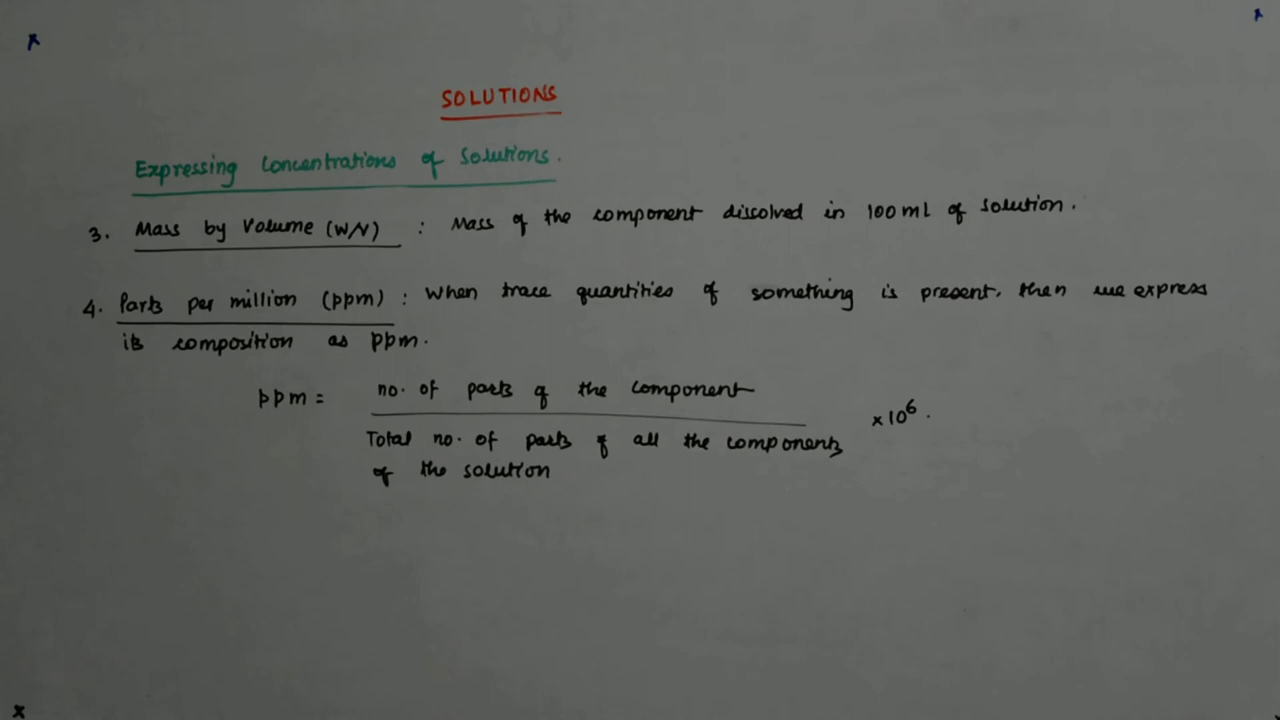 SOLUTIONS
Expressing Concentrations of Solutions.
3. Mass by Volume (W/V) : Mass of the component dissolved in 100ml of solution.
4. Parts per million (ppm) : When trace quantities of something is present, then we express
its composition as ppm.
ppm = no. of parts of the component
Total no. of parts of all the components ×10⁶.
of the solution